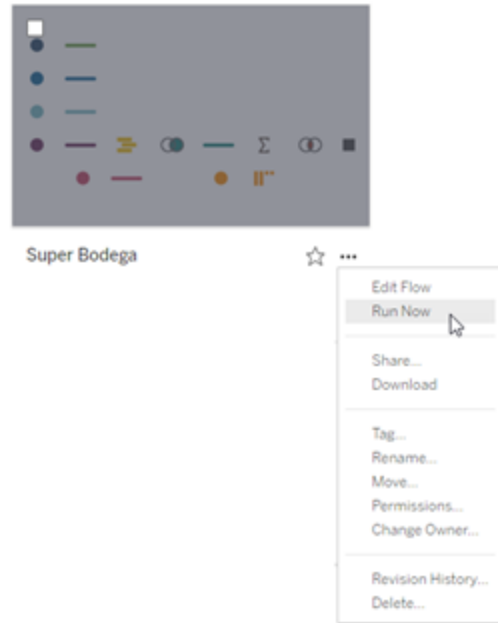 Super Bodega
Edit Flow
Run Now
Share...
Download
Tag...
Rename...
Move...
Permissions...
Change Owner...
Revision History...
Delete...